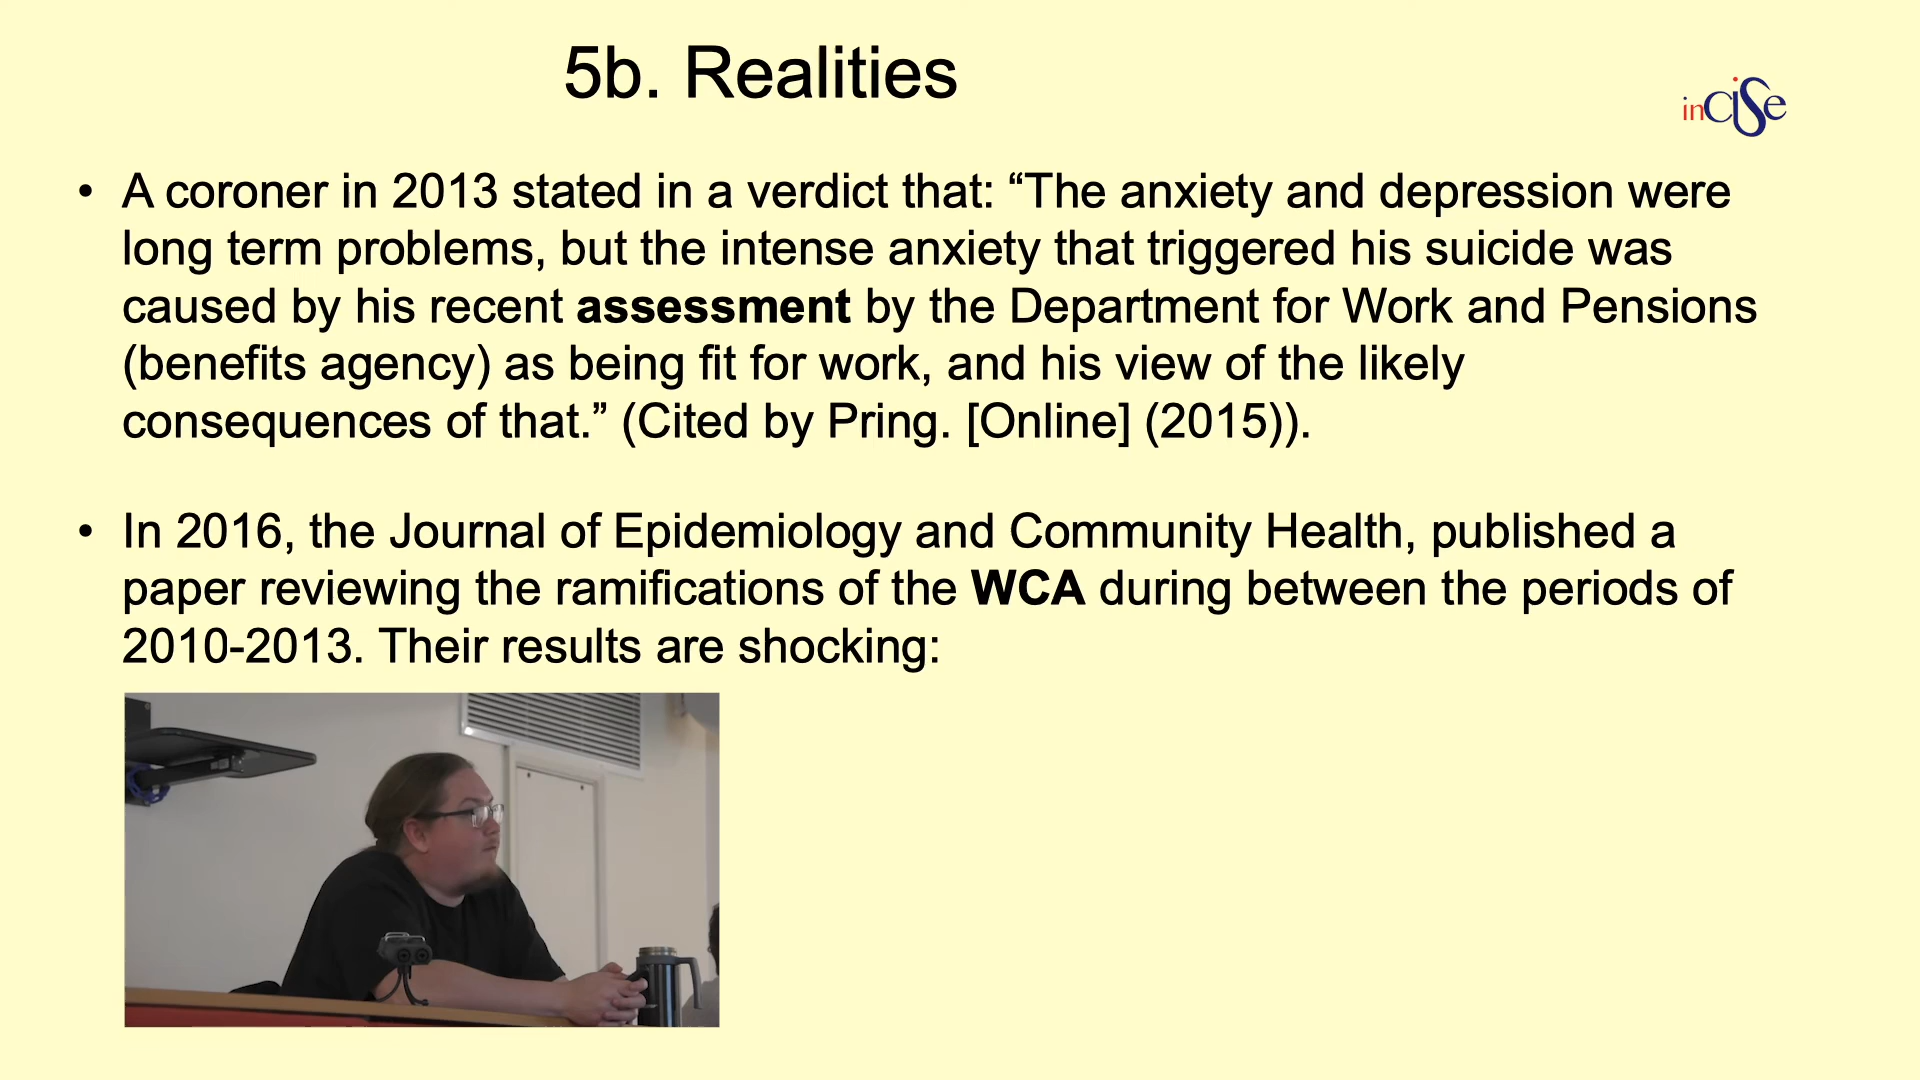 5b. Realities
inCISe
• A coroner in 2013 stated in a verdict that: “The anxiety and depression were
long term problems, but the intense anxiety that triggered his suicide was
caused by his recent assessment by the Department for Work and Pensions
(benefits agency) as being fit for work, and his view of the likely
consequences of that.” (Cited by Pring. [Online] (2015)).
• In 2016, the Journal of Epidemiology and Community Health, published a
paper reviewing the ramifications of the WCA during between the periods of
2010-2013. Their results are shocking: